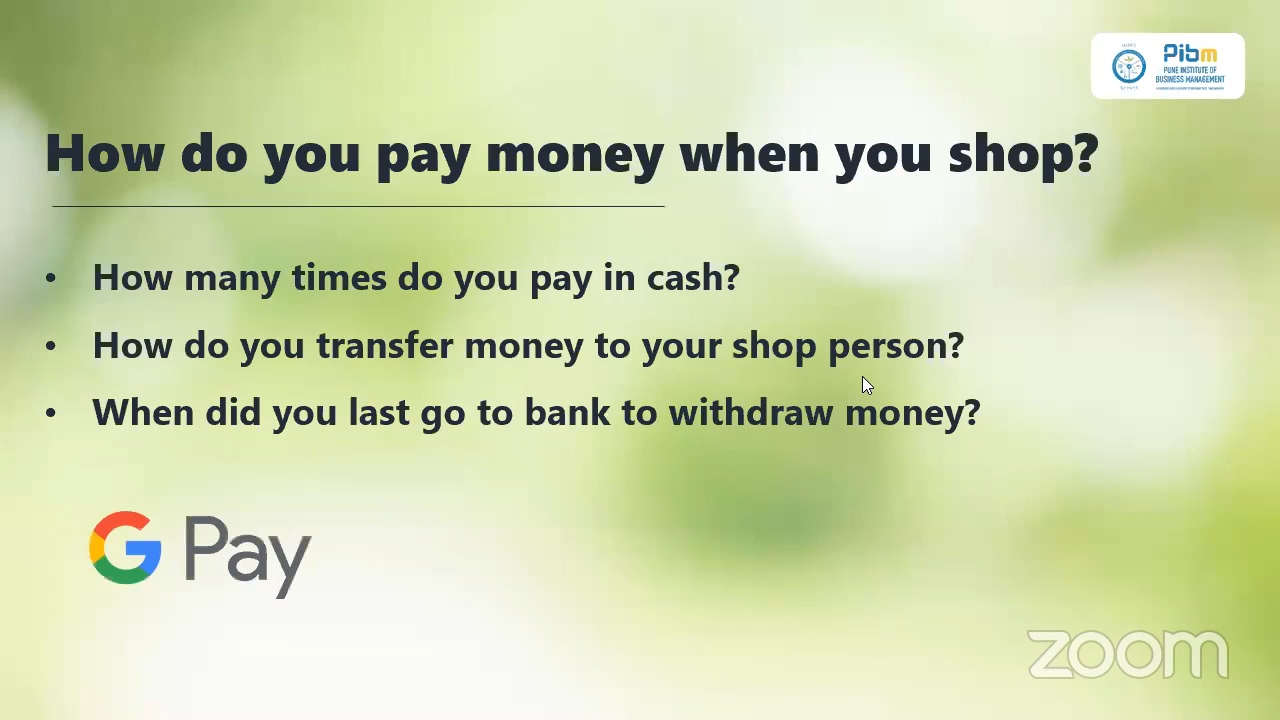 Pibm
PUNE INSTITUTE OF
BUSINESS MANAGEMENT
How do you pay money when you shop?
• How many times do you pay in cash?
• How do you transfer money to your shop person?
• When did you last go to bank to withdraw money?
G Pay
zoom